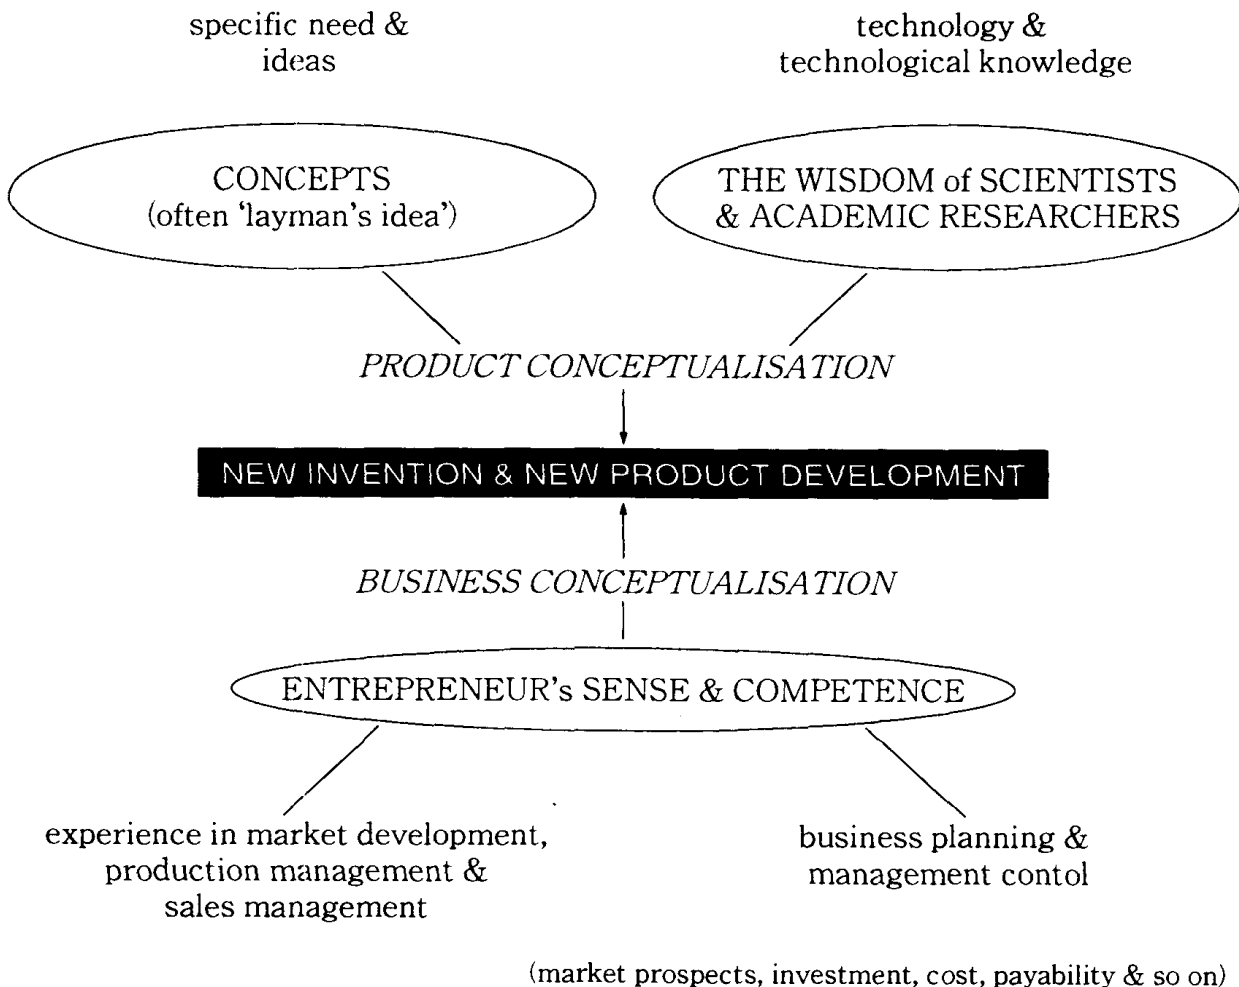 specific need &
ideas
technology &
technological knowledge
CONCEPTS
(often ‘layman's idea’)
THE WISDOM of SCIENTISTS
& ACADEMIC RESEARCHERS
PRODUCT CONCEPTUALISATION
NEW INVENTION & NEW PRODUCT DEVELOPMENT
BUSINESS CONCEPTUALISATION
ENTREPRENEUR's SENSE & COMPETENCE
experience in market development,
production management &
sales management
business planning &
management contol
(market prospects, investment, cost, payability & so on)